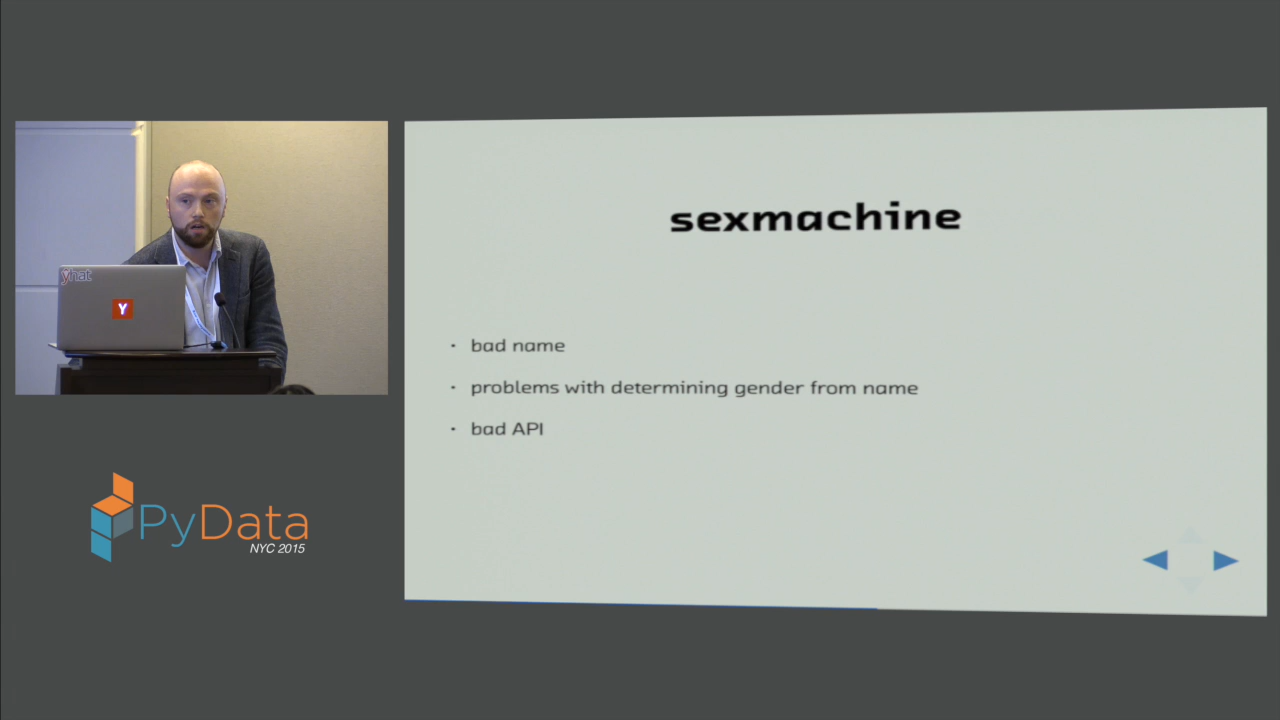 sexmachine
· bad name
· problems with determining gender from name
· bad API
yhat
Y
PyData
NYC 2015